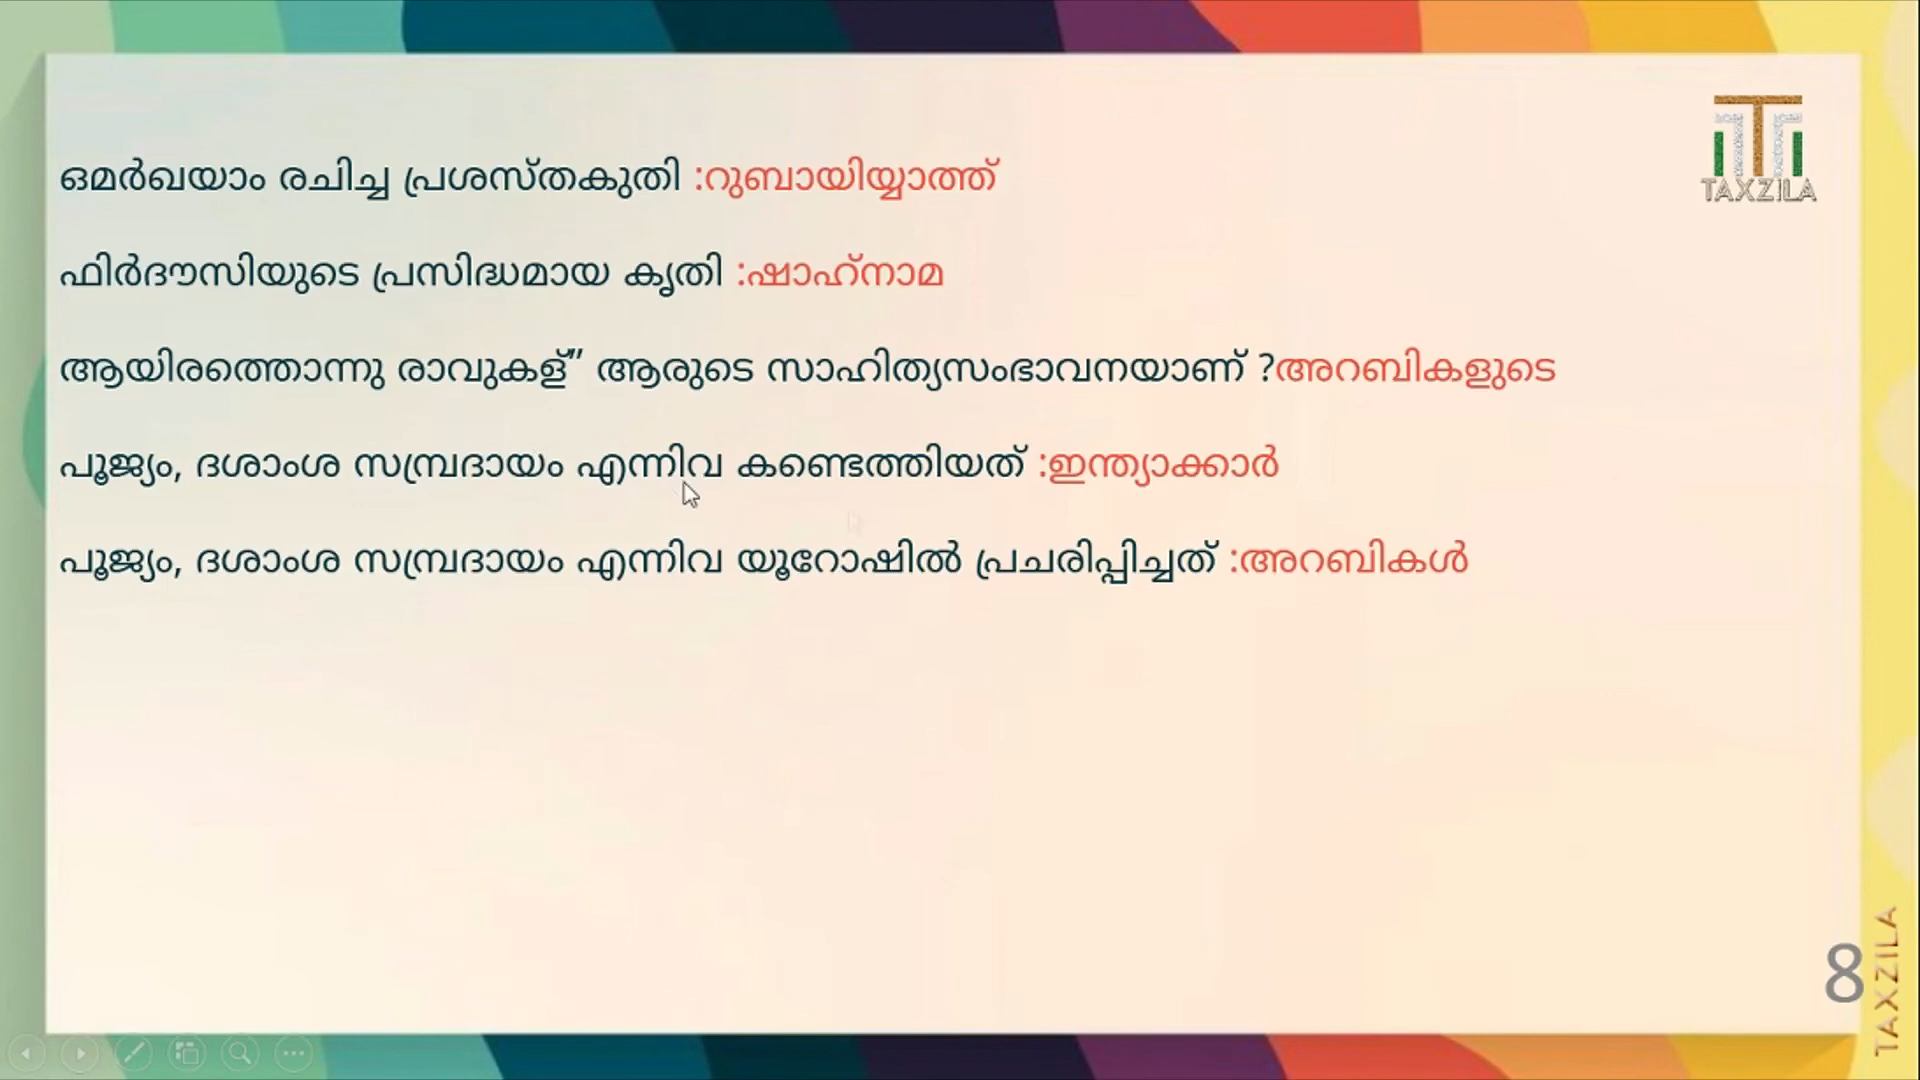 TAXZILA
ഒമർഖയാം രചിച്ച പ്രശസ്തകുതി :റുബായിയ്യാത്ത്
ഫിർദൗസിയുടെ പ്രസിദ്ധമായ കൃതി :ഷാഹ്നാമ
ആയിരത്തൊന്നു രാവുകള്” ആരുടെ സാഹിത്യസംഭാവനയാണ് ?അറബികളുടെ
പൂജ്യം, ദശാംശ സമ്പ്രദായം എന്നിവ കണ്ടെത്തിയത് :ഇന്ത്യാക്കാർ
പൂജ്യം, ദശാംശ സമ്പ്രദായം എന്നിവ യൂറോഷിൽ പ്രചരിപ്പിച്ചത് :അറബികൾ
8
TAXZILA